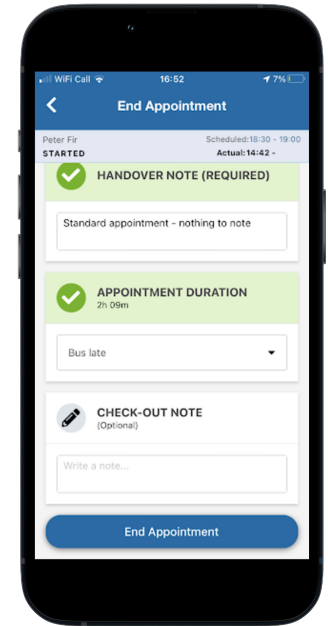 WiFi Call 16:52 7%
End Appointment
Peter Fir Scheduled:18:30 - 19:00
STARTED Actual:14:42 -
HANDOVER NOTE (REQUIRED)
Standard appointment - nothing to note
APPOINTMENT DURATION
2h 09m
Bus late
CHECK-OUT NOTE
(Optional)
Write a note...
End Appointment